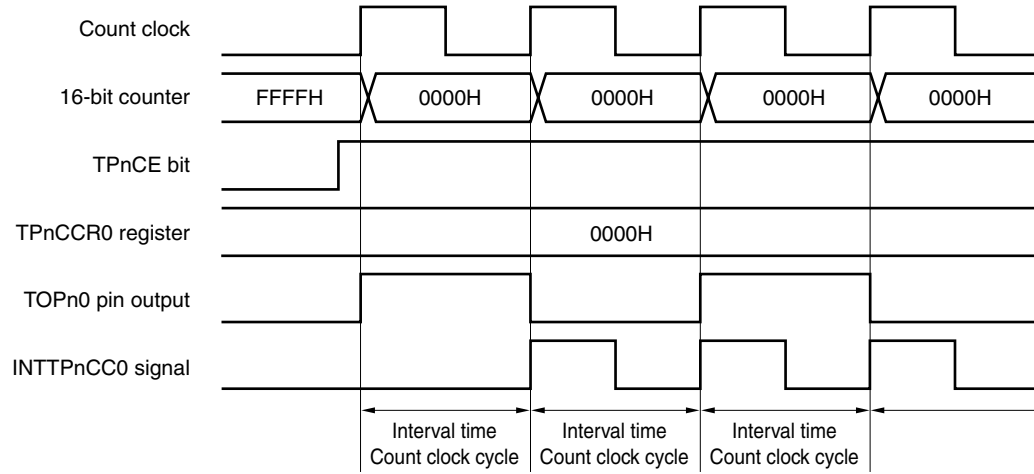 Count clock
16-bit counter
FFFFH
0000H
0000H
0000H
0000H
TPnCE bit
TPnCCR0 register
0000H
TOPn0 pin output
INTTPnCC0 signal
Interval time
Count clock cycle
Interval time
Count clock cycle
Interval time
Count clock cycle